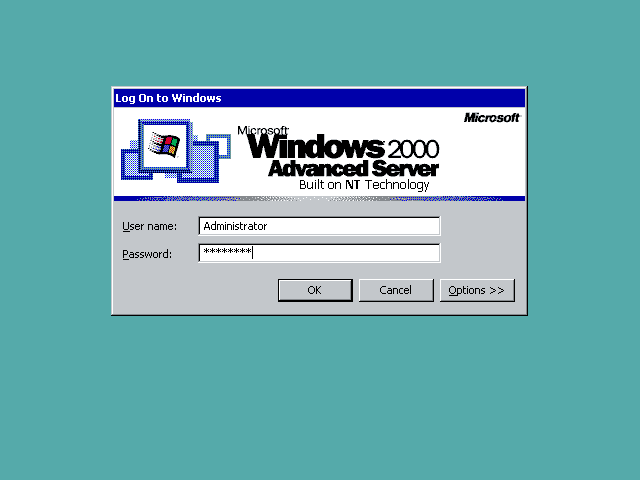 Log On to Windows
Microsoft
Microsoft
Windows 2000
Advanced Server
Built on NT Technology
User name: Administrator
Password: ********
OK Cancel Options >>